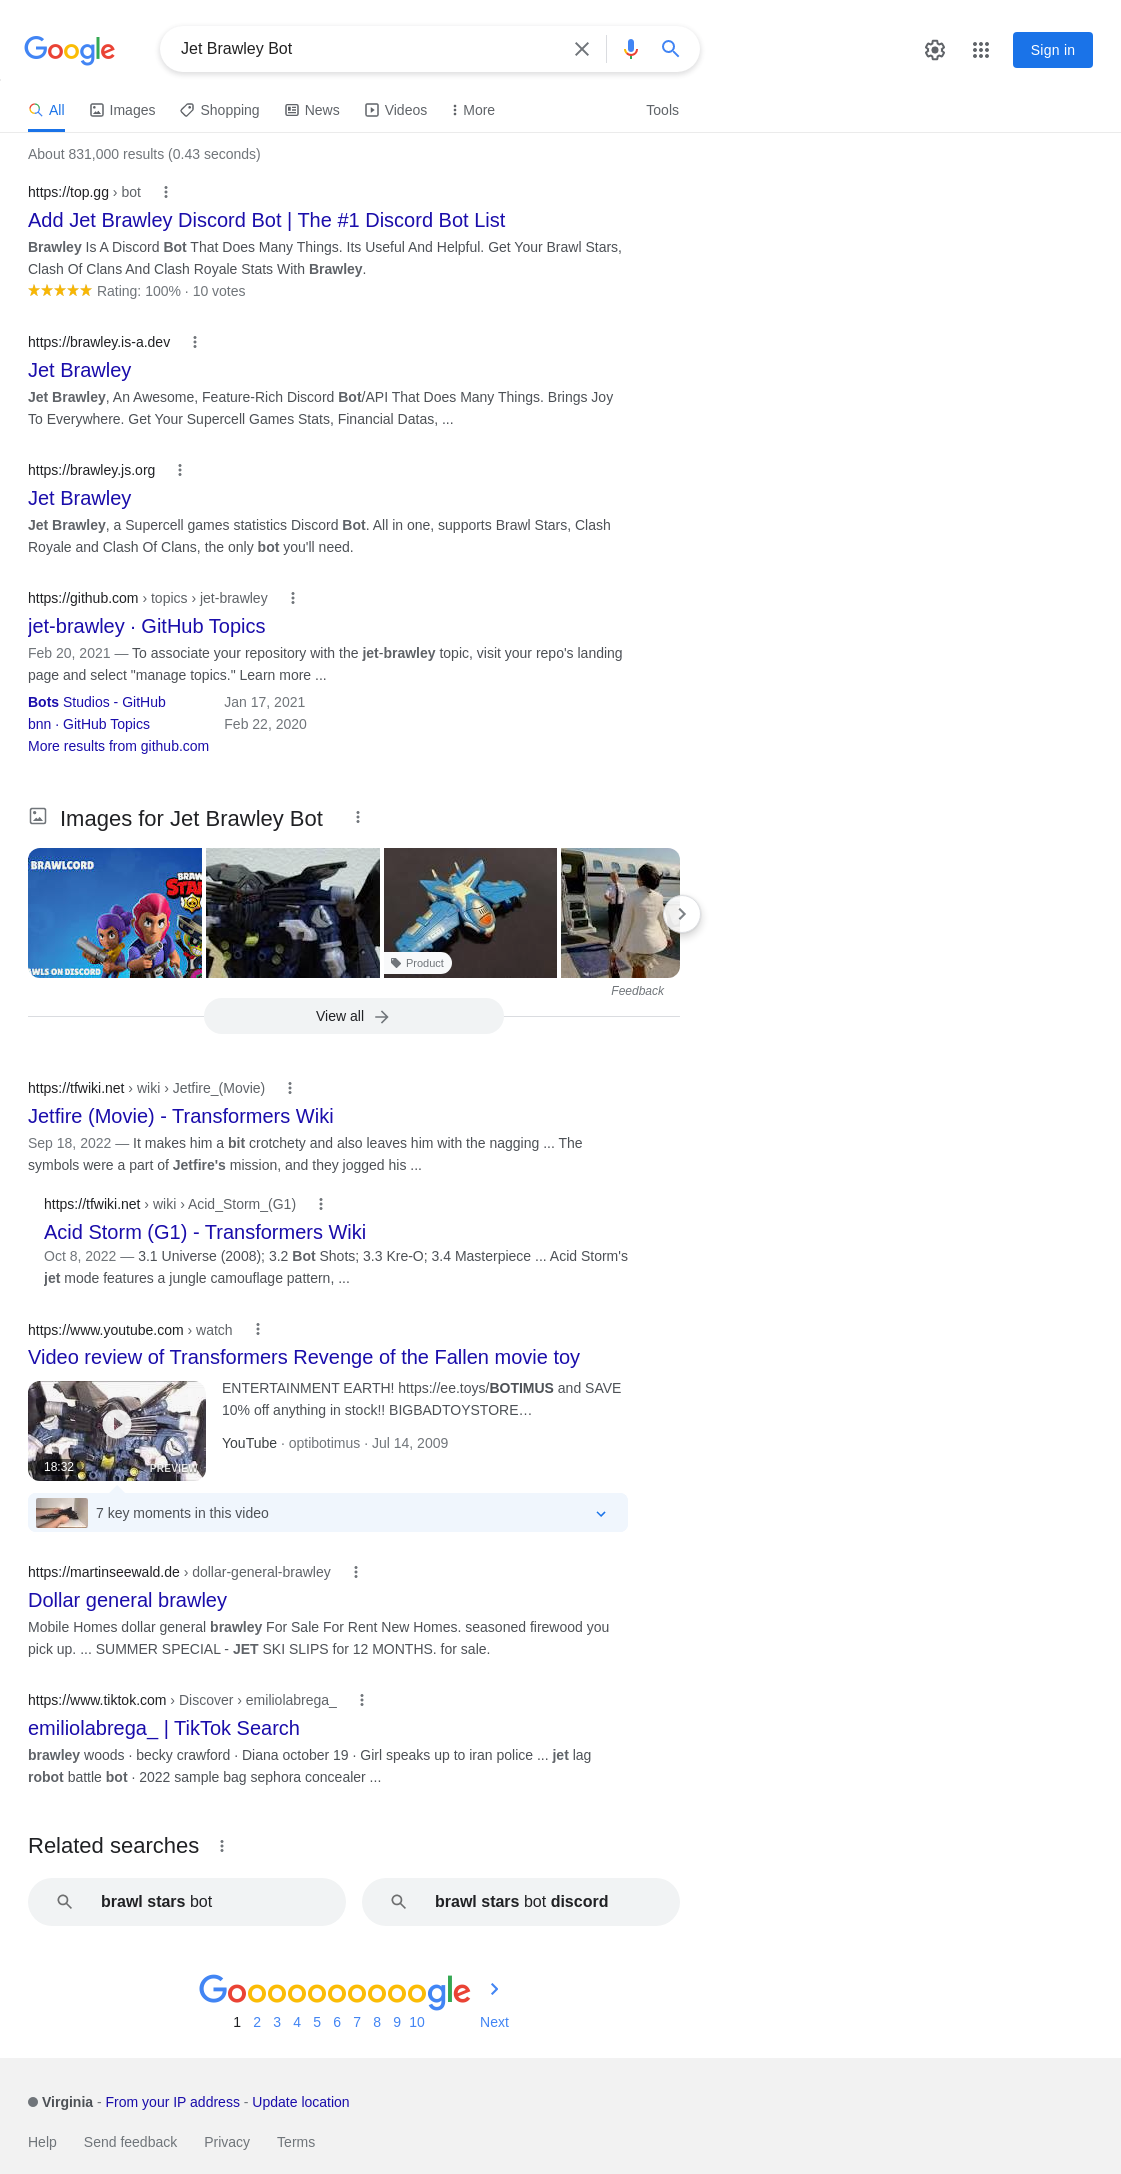 Google
Jet Brawley Bot
Sign in
All Images Shopping News Videos More Tools
About 831,000 results (0.43 seconds)
https://top.gg › bot
Add Jet Brawley Discord Bot | The #1 Discord Bot List
Brawley Is A Discord Bot That Does Many Things. Its Useful And Helpful. Get Your Brawl Stars,
Clash Of Clans And Clash Royale Stats With Brawley.
Rating: 100% · 10 votes
https://brawley.is-a.dev
Jet Brawley
Jet Brawley, An Awesome, Feature-Rich Discord Bot/API That Does Many Things. Brings Joy
To Everywhere. Get Your Supercell Games Stats, Financial Datas, ...
https://brawley.js.org
Jet Brawley
Jet Brawley, a Supercell games statistics Discord Bot. All in one, supports Brawl Stars, Clash
Royale and Clash Of Clans, the only bot you'll need.
https://github.com › topics › jet-brawley
jet-brawley · GitHub Topics
Feb 20, 2021 — To associate your repository with the jet-brawley topic, visit your repo's landing
page and select "manage topics." Learn more ...
Bots Studios - GitHub Jan 17, 2021
bnn · GitHub Topics Feb 22, 2020
More results from github.com
Images for Jet Brawley Bot
BRAWLCORD
BRAW
STA
AWLS ON DISCORD
Product
Feedback
View all
https://tfwiki.net › wiki › Jetfire_(Movie)
Jetfire (Movie) - Transformers Wiki
Sep 18, 2022 — It makes him a bit crotchety and also leaves him with the nagging ... The
symbols were a part of Jetfire's mission, and they jogged his ...
https://tfwiki.net › wiki › Acid_Storm_(G1)
Acid Storm (G1) - Transformers Wiki
Oct 8, 2022 — 3.1 Universe (2008); 3.2 Bot Shots; 3.3 Kre-O; 3.4 Masterpiece ... Acid Storm's
jet mode features a jungle camouflage pattern, ...
https://www.youtube.com › watch
Video review of Transformers Revenge of the Fallen movie toy
ENTERTAINMENT EARTH! https://ee.toys/BOTIMUS and SAVE
10% off anything in stock!! BIGBADTOYSTORE…
YouTube · optibotimus · Jul 14, 2009
18:32 PREVIEW
7 key moments in this video
https://martinseewald.de › dollar-general-brawley
Dollar general brawley
Mobile Homes dollar general brawley For Sale For Rent New Homes. seasoned firewood you
pick up. ... SUMMER SPECIAL - JET SKI SLIPS for 12 MONTHS. for sale.
https://www.tiktok.com › Discover › emiliolabrega_
emiliolabrega_ | TikTok Search
brawley woods · becky crawford · Diana october 19 · Girl speaks up to iran police ... jet lag
robot battle bot · 2022 sample bag sephora concealer ...
Related searches
brawl stars bot
brawl stars bot discord
Goooooooooogle
1 2 3 4 5 6 7 8 9 10 Next
Virginia - From your IP address - Update location
Help Send feedback Privacy Terms